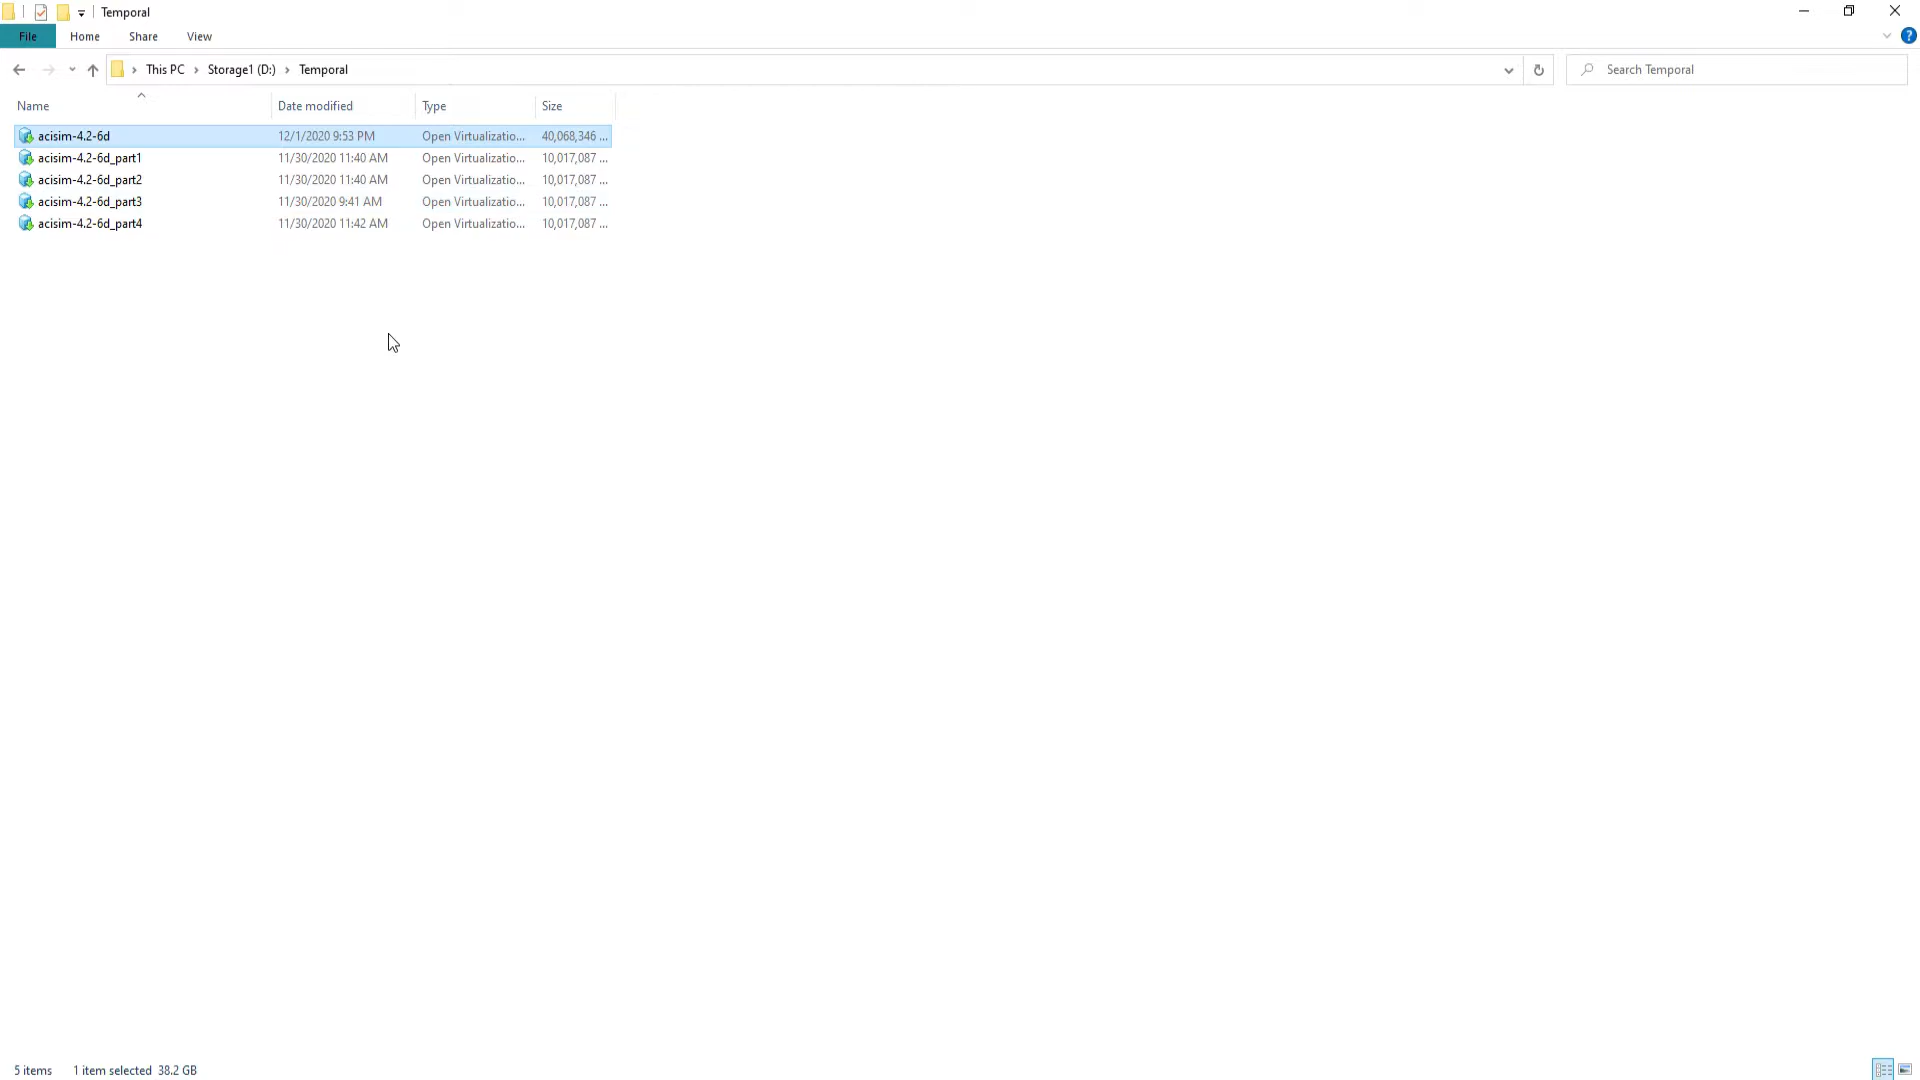 Temporal
File Home Share View
This PC › Storage1 (D:) › Temporal
Search Temporal
Name Date modified Type Size
acisim-4.2-6d 12/1/2020 9:53 PM Open Virtualizatio... 40,068,346 ...
acisim-4.2-6d_part1 11/30/2020 11:40 AM Open Virtualizatio... 10,017,087 ...
acisim-4.2-6d_part2 11/30/2020 11:40 AM Open Virtualizatio... 10,017,087 ...
acisim-4.2-6d_part3 11/30/2020 9:41 AM Open Virtualizatio... 10,017,087 ...
acisim-4.2-6d_part4 11/30/2020 11:42 AM Open Virtualizatio... 10,017,087 ...
5 items 1 item selected 38.2 GB